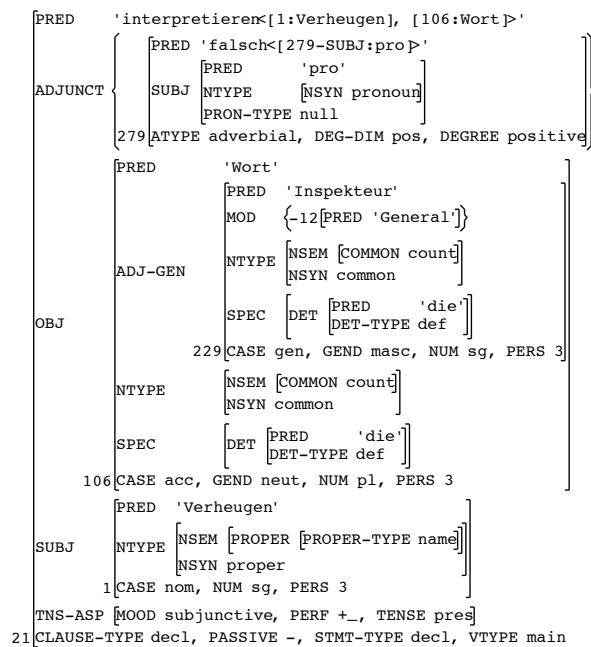 PRED 'interpretieren<[1:Verheugen], [106:Wort]>'
PRED 'falsch<[279-SUBJ:pro]>'
PRED 'pro'
ADJUNCT SUBJ NTYPE [NSYN pronoun]
PRON-TYPE null
279 ATYPE adverbial, DEG-DIM pos, DEGREE positive
PRED 'Wort'
PRED 'Inspekteur'
MOD {-12[PRED 'General']}
ADJ-GEN NTYPE [NSEM [COMMON count]
NSYN common]
SPEC [DET [PRED 'die'
DET-TYPE def]]
OBJ
229 CASE gen, GEND masc, NUM sg, PERS 3
NTYPE [NSEM [COMMON count]
NSYN common]
SPEC [DET [PRED 'die'
DET-TYPE def]]
106 CASE acc, GEND neut, NUM pl, PERS 3
PRED 'Verheugen'
SUBJ NTYPE [NSEM [PROPER [PROPER-TYPE name]]
NSYN proper]
1 CASE nom, NUM sg, PERS 3
TNS-ASP [MOOD subjunctive, PERF +_, TENSE pres]
21 CLAUSE-TYPE decl, PASSIVE -, STMT-TYPE decl, VTYPE main